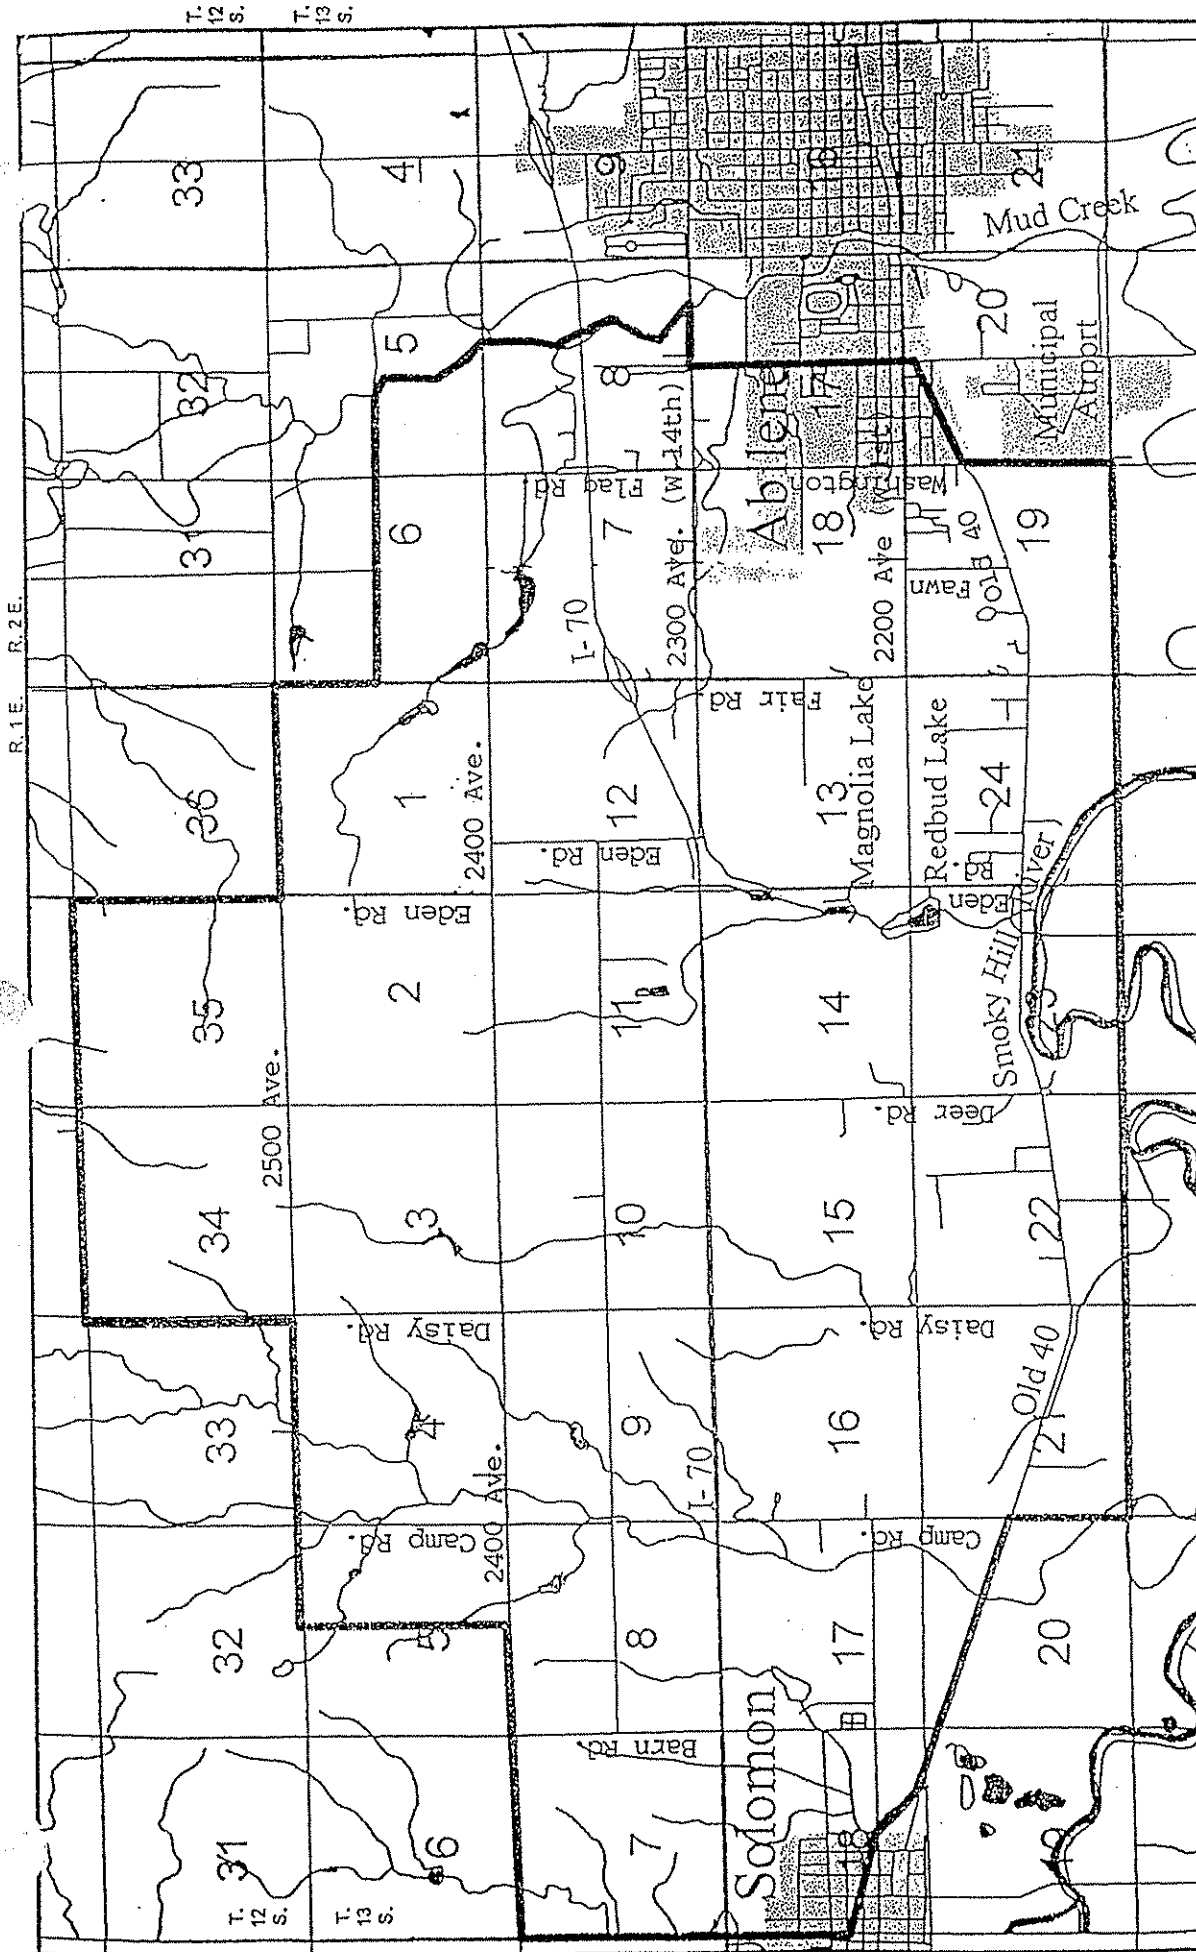 R. 1 E. R. 2 E.
T. 12 S.
T. 13 S.
T. 12 S.
T. 13 S.
31
32
33
34
35
36
31
32
33
2500 Ave.
6
5
4
3
2
1
6
5
4
Camp Rd.
Daisy Rd.
Eden Rd.
2400 Ave.
2400 Ave.
7
8
9
10
11
12
7
8
9
Barn Rd.
Eden Rd.
Flag Rd
I-70
I-70
2300 Ave. (W 14th)
Solomon
Abilene
Fair Rd.
18
17
16
15
14
13
18
17
16
Camp Rd.
Daisy Rd.
Deer Rd.
Magnolia Lake
2200 Ave (W 1st)
Washington
Redbud Lake
Eden Rd.
Fawn
Old 40
19
20
21
22
24
19
20
21
Old 40
Smoky Hill River
Mud Creek
Municipal
Airport